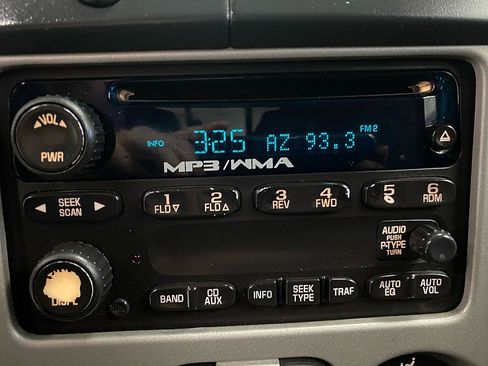 VOL
PWR
INFO 3:25 AZ 93.3 FM2
MP3/WMA
SEEK
SCAN
1 2 3 4 5 6
FLD FLD REV FWD RDM
AUDIO
PUSH
P-TYPE
TURN
BAND CD AUX INFO SEEK TYPE TRAF AUTO EQ AUTO VOL